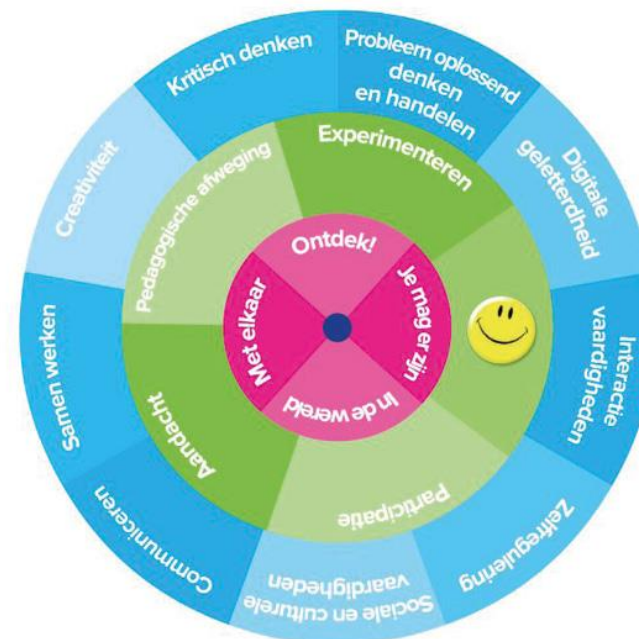 Kritisch denken
Probleem oplossend
denken
en handelen
Digitale
geletterdheid
Interactie
vaardigheden
Zelfregulering
Sociale en culturele
vaardigheden
Communiceren
Samen werken
Creativiteit
Experimenteren
Participatie
Aandacht
Pedagogische afweging
Ontdek!
Je mag er zijn
In de wereld
Met elkaar